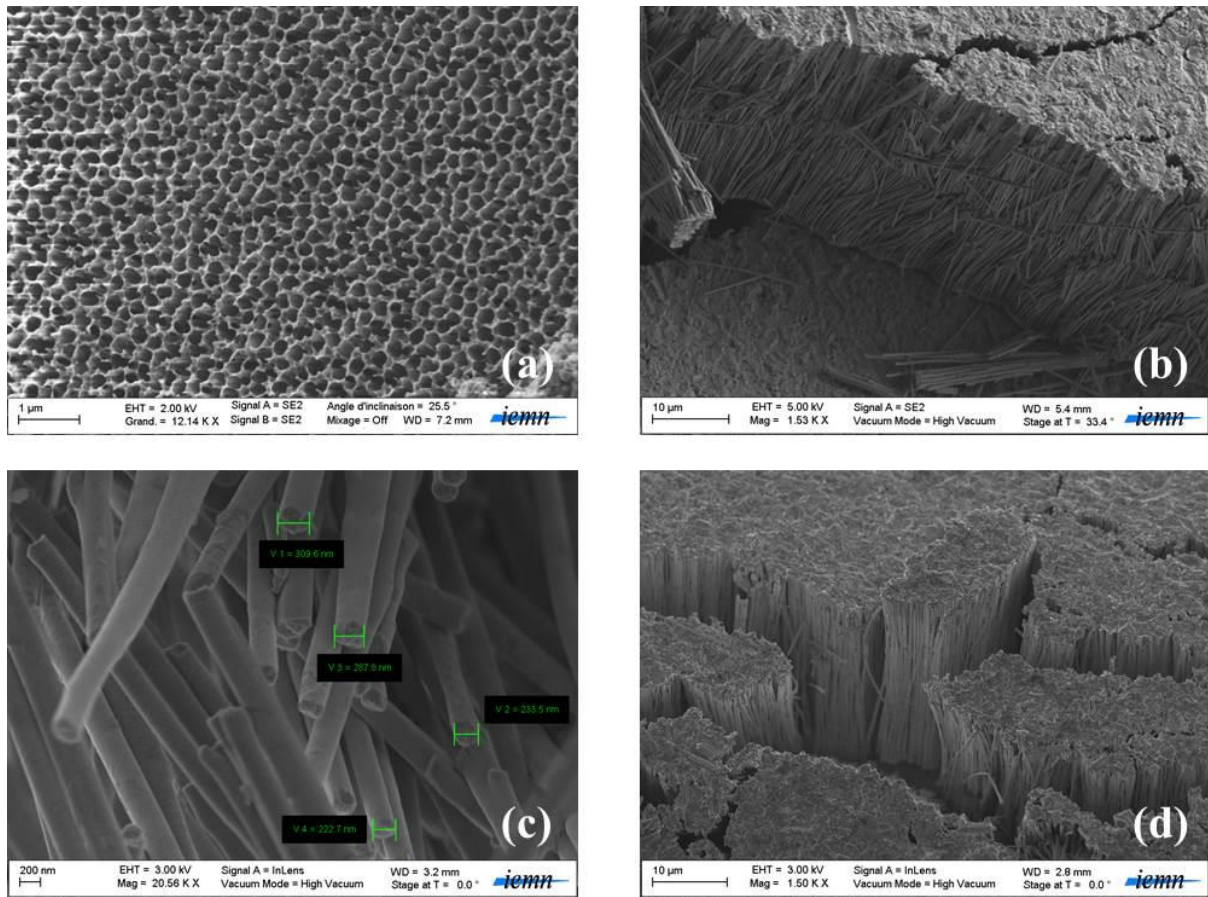 (a)
1 µm
EHT = 2.00 kV
Grand. = 12.14 K X
Signal A = SE2
Signal B = SE2
Angle d'inclinaison = 25.5 °
Mixage = Off WD = 7.2 mm
iemn
(b)
10 µm
EHT = 5.00 kV
Mag = 1.53 K X
Signal A = SE2
Vacuum Mode = High Vacuum
WD = 5.4 mm
Stage at T = 33.4 °
iemn
V 1 = 309.6 nm
V 3 = 287.8 nm
V 2 = 233.5 nm
V 4 = 222.7 nm
(c)
200 nm
EHT = 3.00 kV
Mag = 20.56 K X
Signal A = InLens
Vacuum Mode = High Vacuum
WD = 3.2 mm
Stage at T = 0.0 °
iemn
(d)
10 µm
EHT = 3.00 kV
Mag = 1.50 K X
Signal A = InLens
Vacuum Mode = High Vacuum
WD = 2.8 mm
Stage at T = 0.0 °
iemn